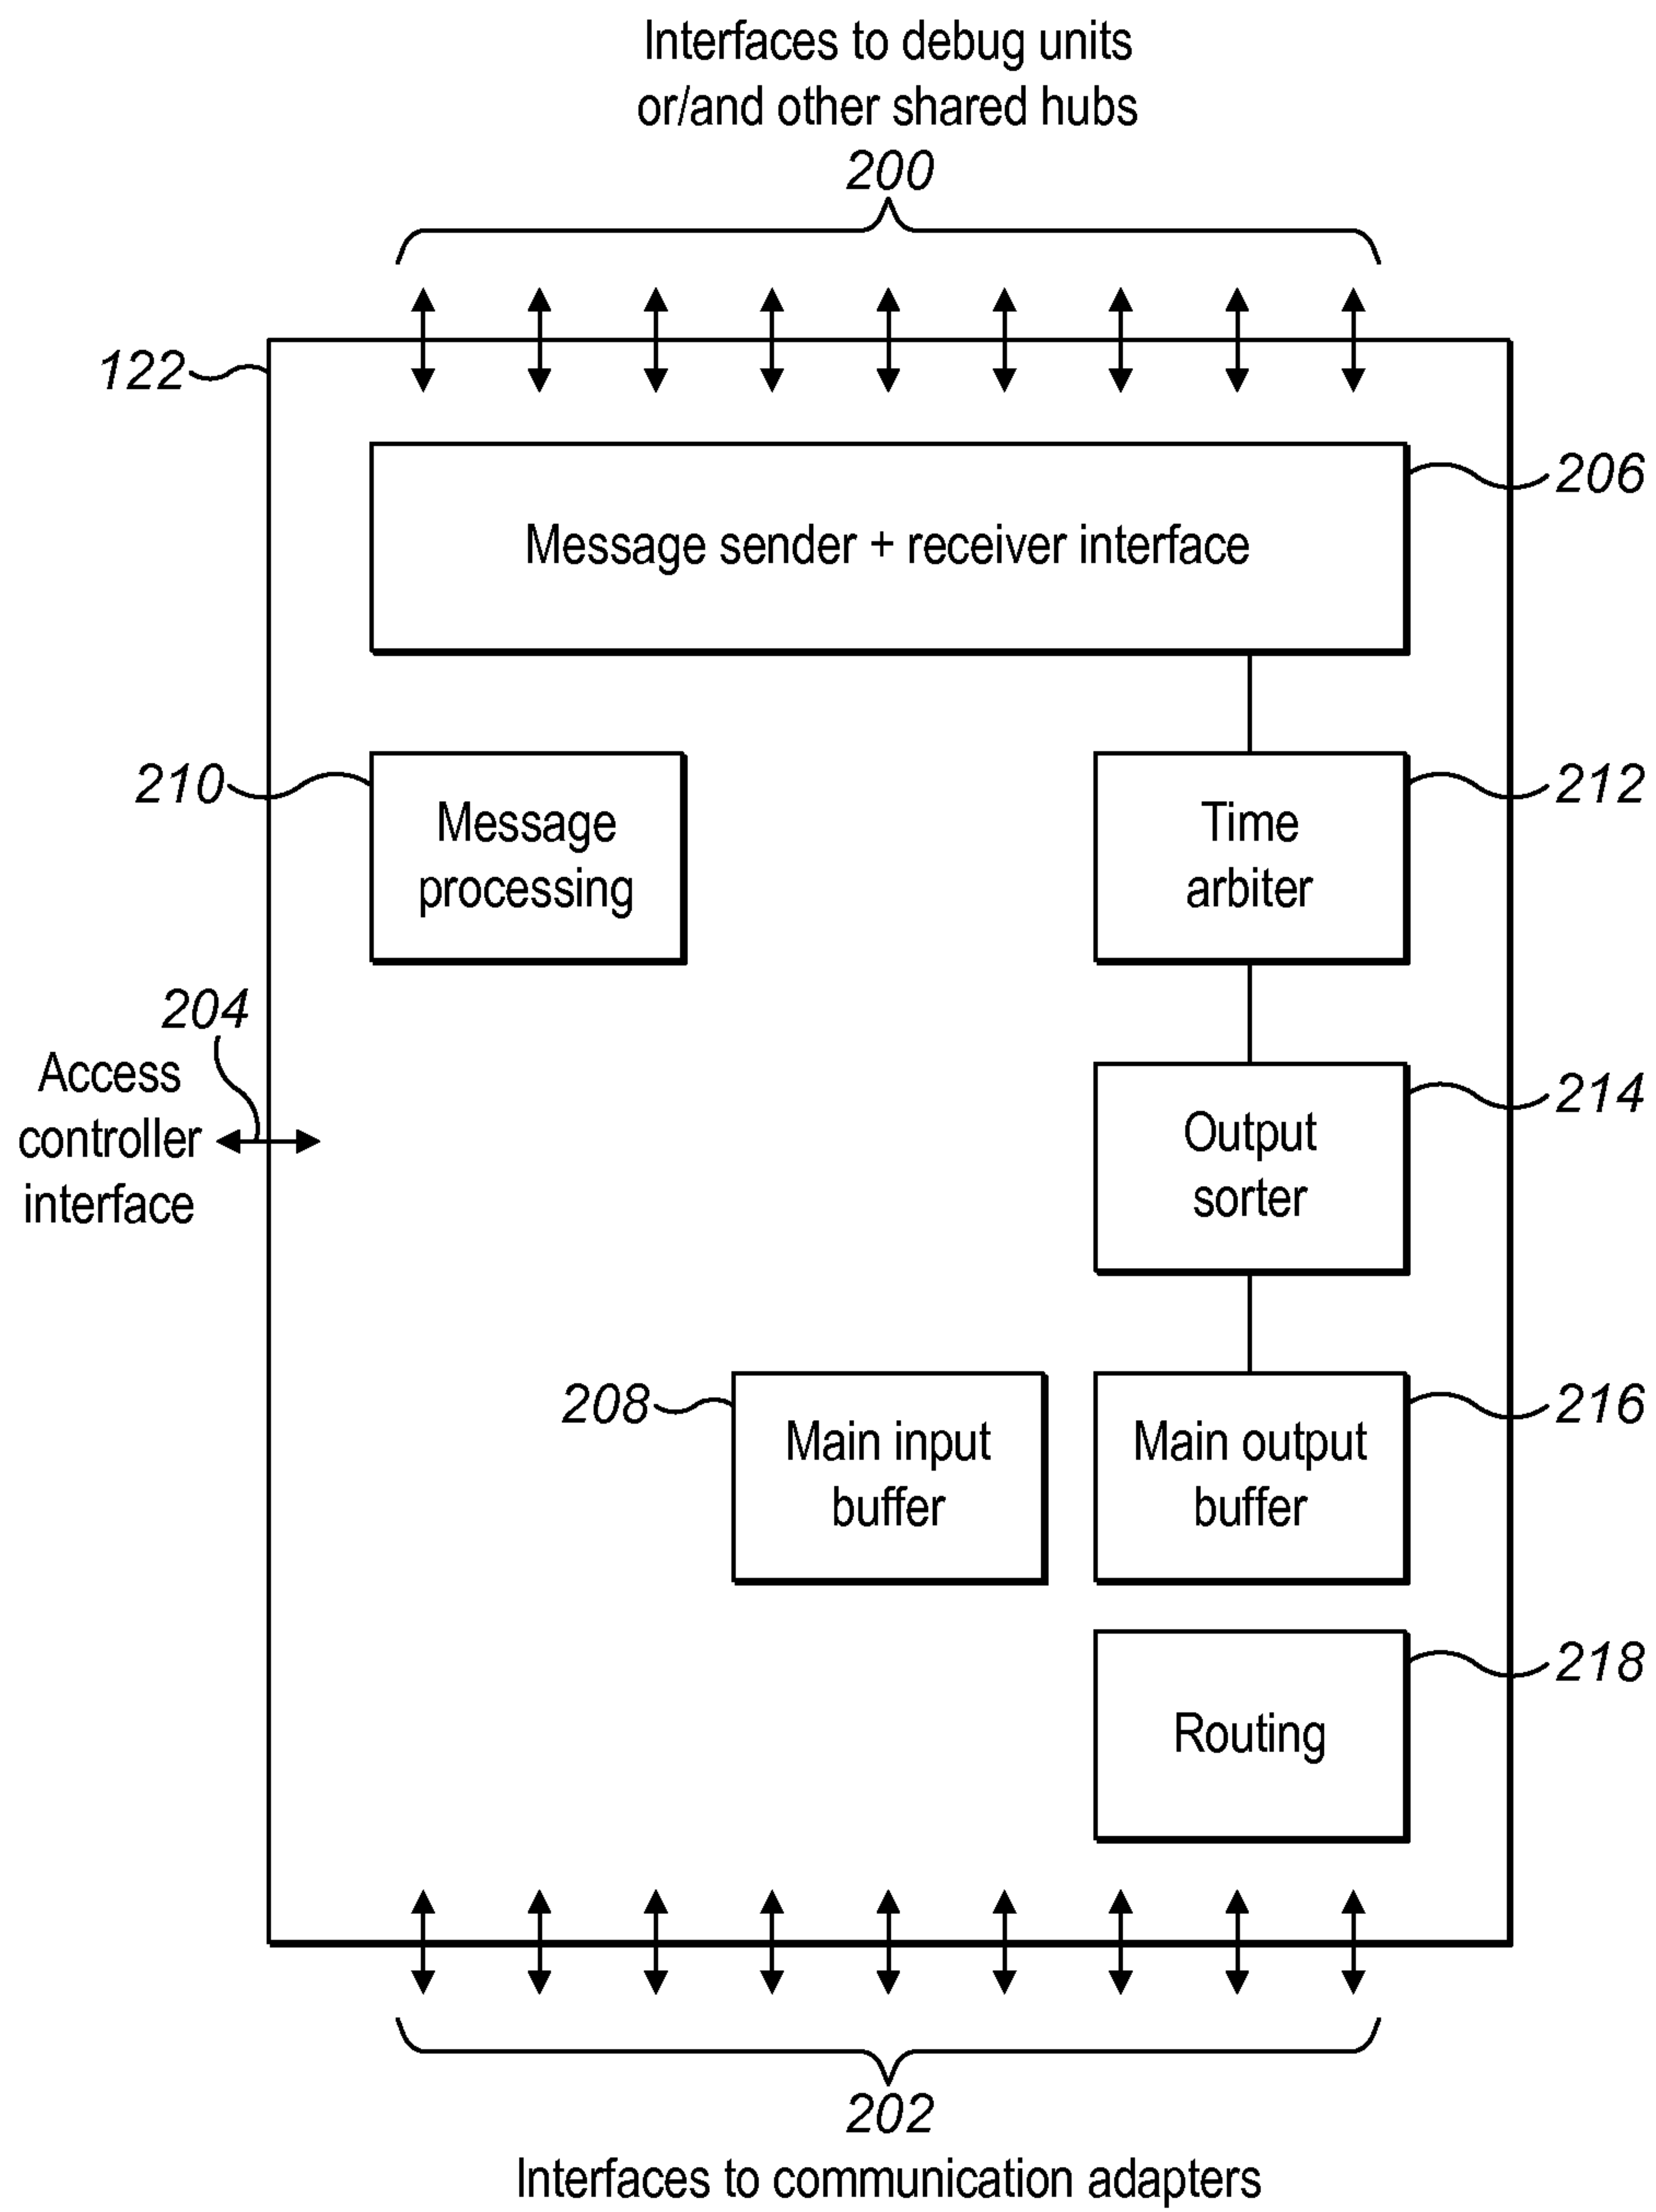 Interfaces to debug units
or/and other shared hubs
200
122
206
Message sender + receiver interface
210
Message
processing
212
Time
arbiter
204
Access
controller
interface
214
Output
sorter
208
Main input
buffer
216
Main output
buffer
218
Routing
202
Interfaces to communication adapters